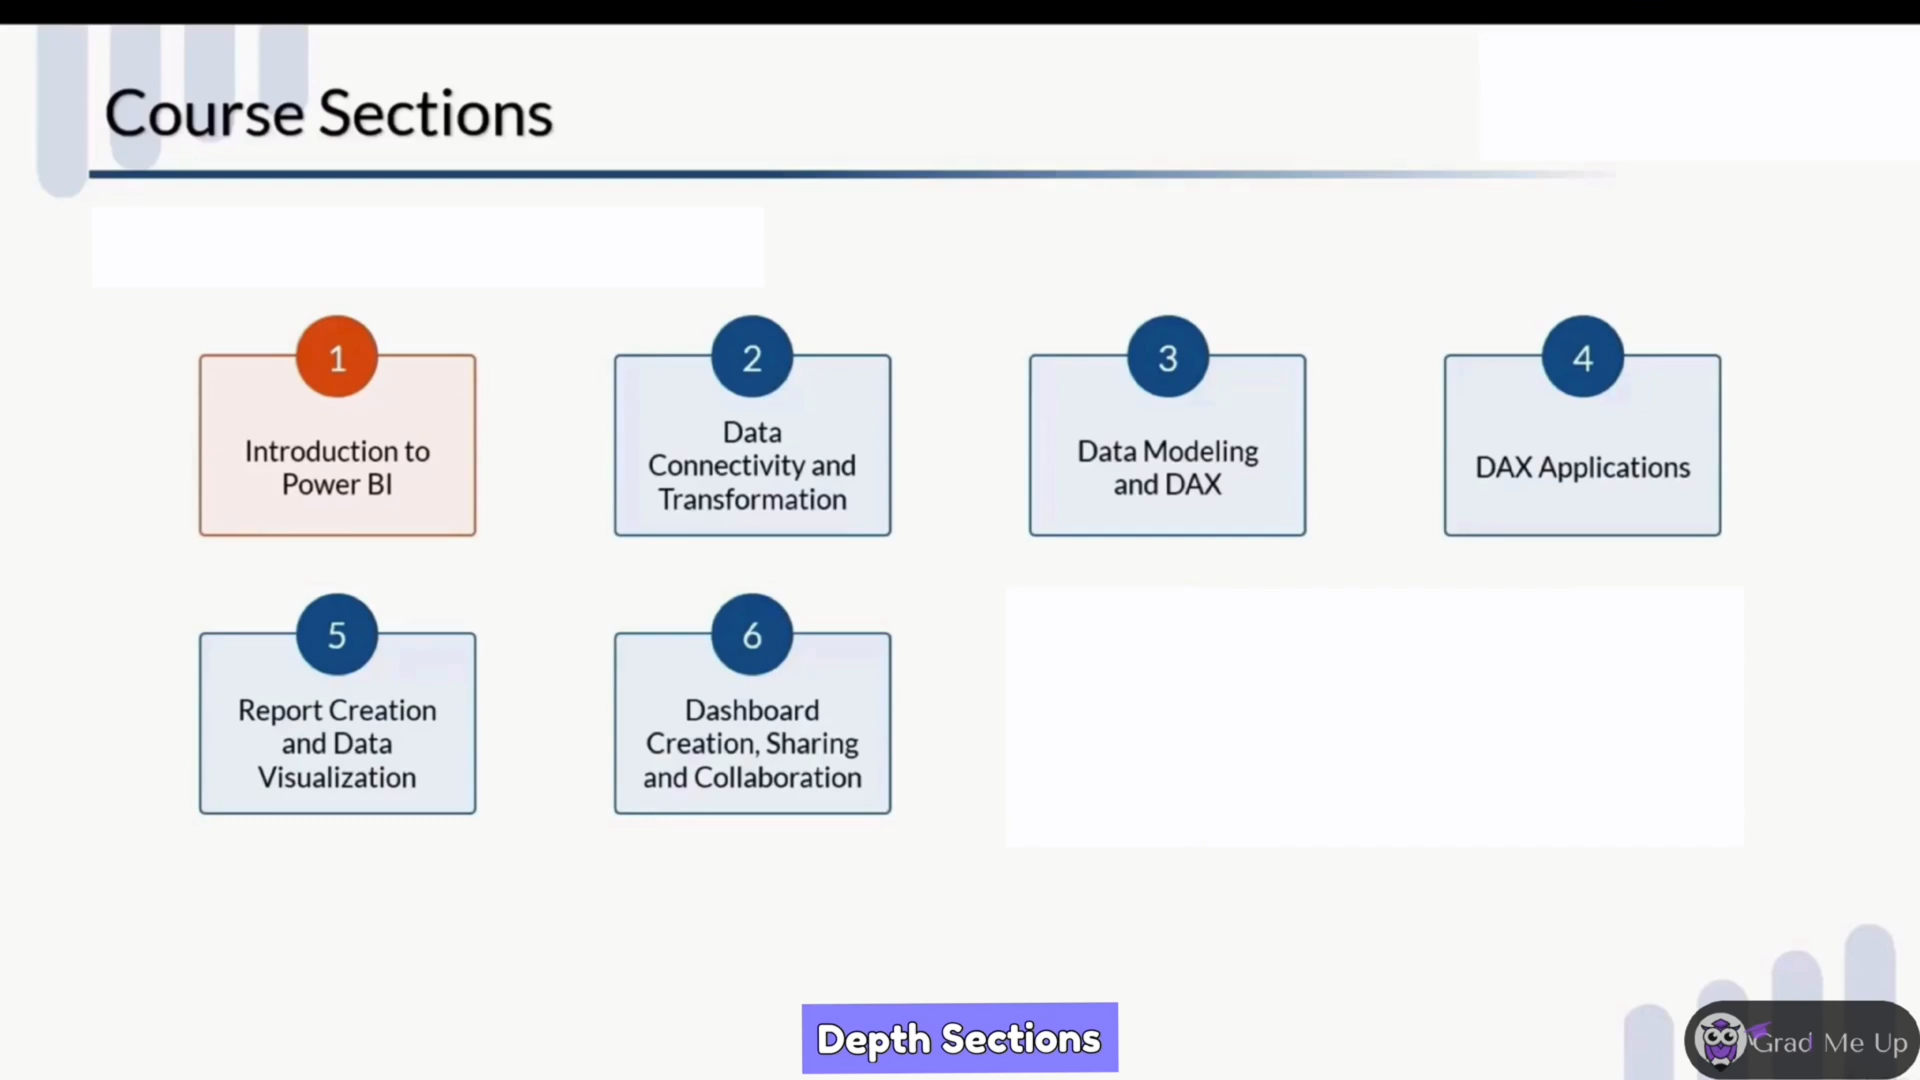 Course Sections
1
Introduction to
Power BI
2
Data
Connectivity and
Transformation
3
Data Modeling
and DAX
4
DAX Applications
5
Report Creation
and Data
Visualization
6
Dashboard
Creation, Sharing
and Collaboration
Depth Sections
Grad Me Up